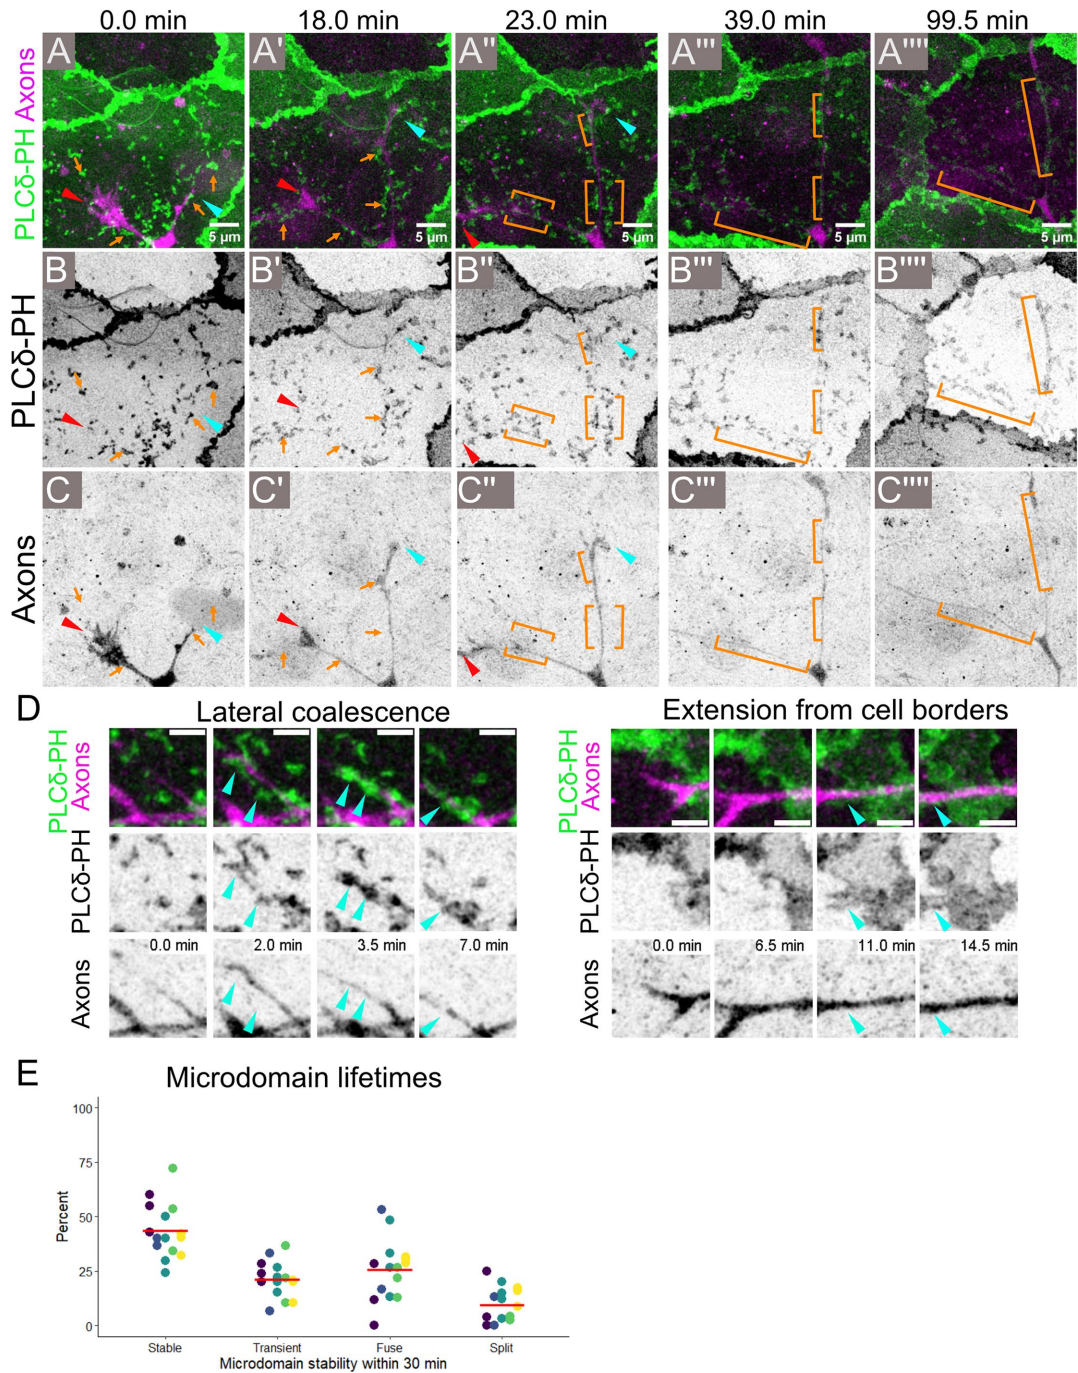 0.0 min 18.0 min 23.0 min 39.0 min 99.5 min
PLCδ-PH Axons
A A' A'' A''' A''''
5 µm 5 µm 5 µm 5 µm 5 µm
PLCδ-PH
B B' B'' B''' B''''
Axons
C C' C'' C''' C''''
D
Lateral coalescence Extension from cell borders
PLCδ-PH
Axons
PLCδ-PH
Axons
PLCδ-PH
PLCδ-PH
Axons
0.0 min 2.0 min 3.5 min 7.0 min
Axons
0.0 min 6.5 min 11.0 min 14.5 min
E
Microdomain lifetimes
Percent
100
75
50
25
0
Stable Transient Fuse Split
Microdomain stability within 30 min